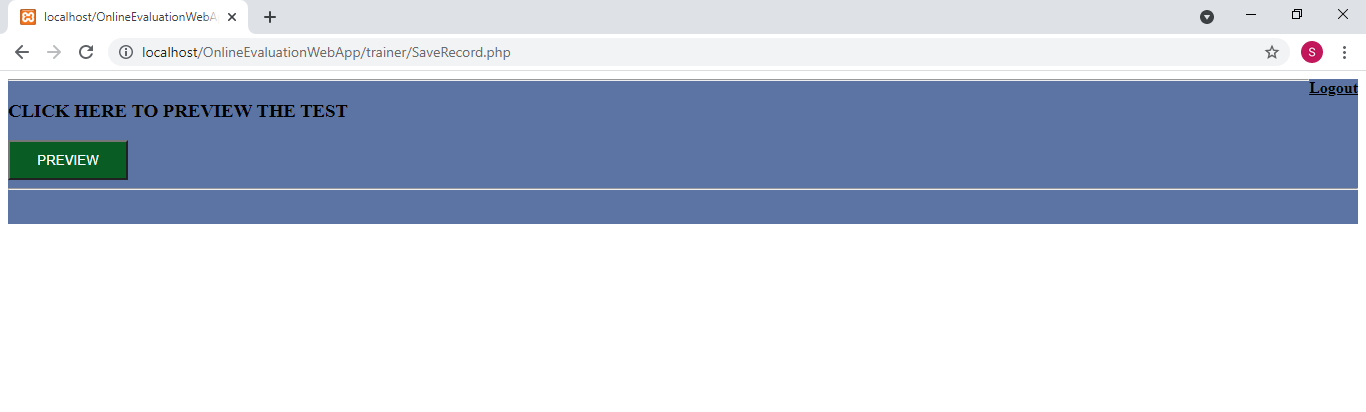 localhost/OnlineEvaluationWebA
localhost/OnlineEvaluationWebApp/trainer/SaveRecord.php
S
Logout
CLICK HERE TO PREVIEW THE TEST
PREVIEW